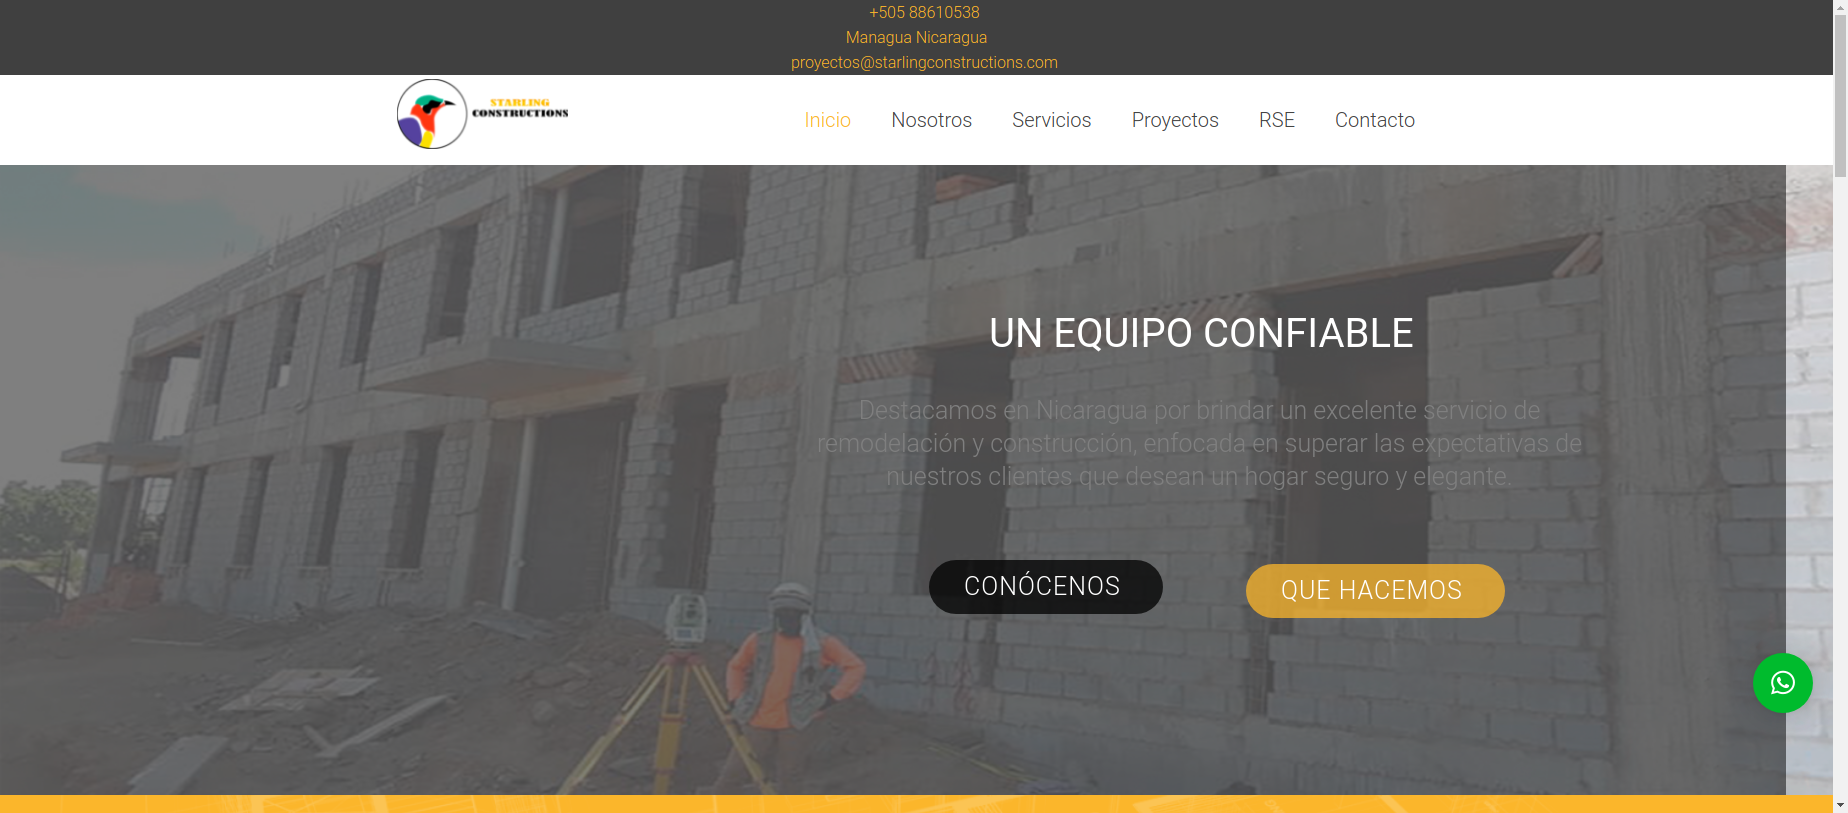 +505 88610538
Managua Nicaragua
proyectos@starlingconstructions.com
STARLING
CONSTRUCTIONS
Inicio Nosotros Servicios Proyectos RSE Contacto
UN EQUIPO CONFIABLE
Destacamos en Nicaragua por brindar un excelente servicio de
remodelación y construcción, enfocada en superar las expectativas de
nuestros clientes que desean un hogar seguro y elegante.
CONÓCENOS QUE HACEMOS